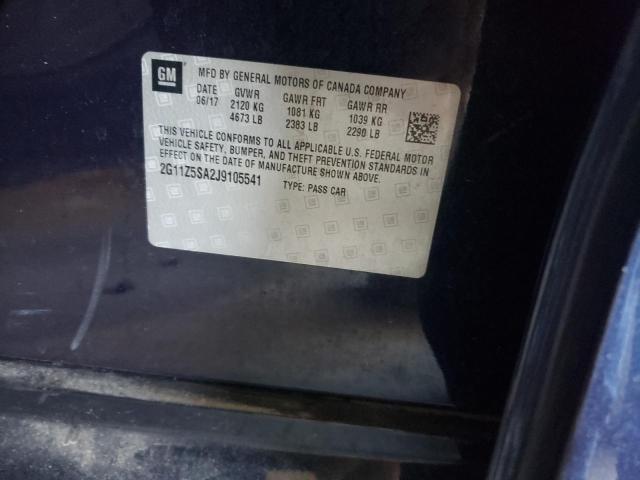 GM
MFD BY GENERAL MOTORS OF CANADA COMPANY
DATE GVWR GAWR FRT GAWR RR
06/17 2120 KG 1081 KG 1039 KG
4673 LB 2383 LB 2290 LB
THIS VEHICLE CONFORMS TO ALL APPLICABLE U.S. FEDERAL MOTOR
VEHICLE SAFETY, BUMPER, AND THEFT PREVENTION STANDARDS IN
EFFECT ON THE DATE OF MANUFACTURE SHOWN ABOVE.
2G11Z5SA2J9105541 TYPE: PASS CAR